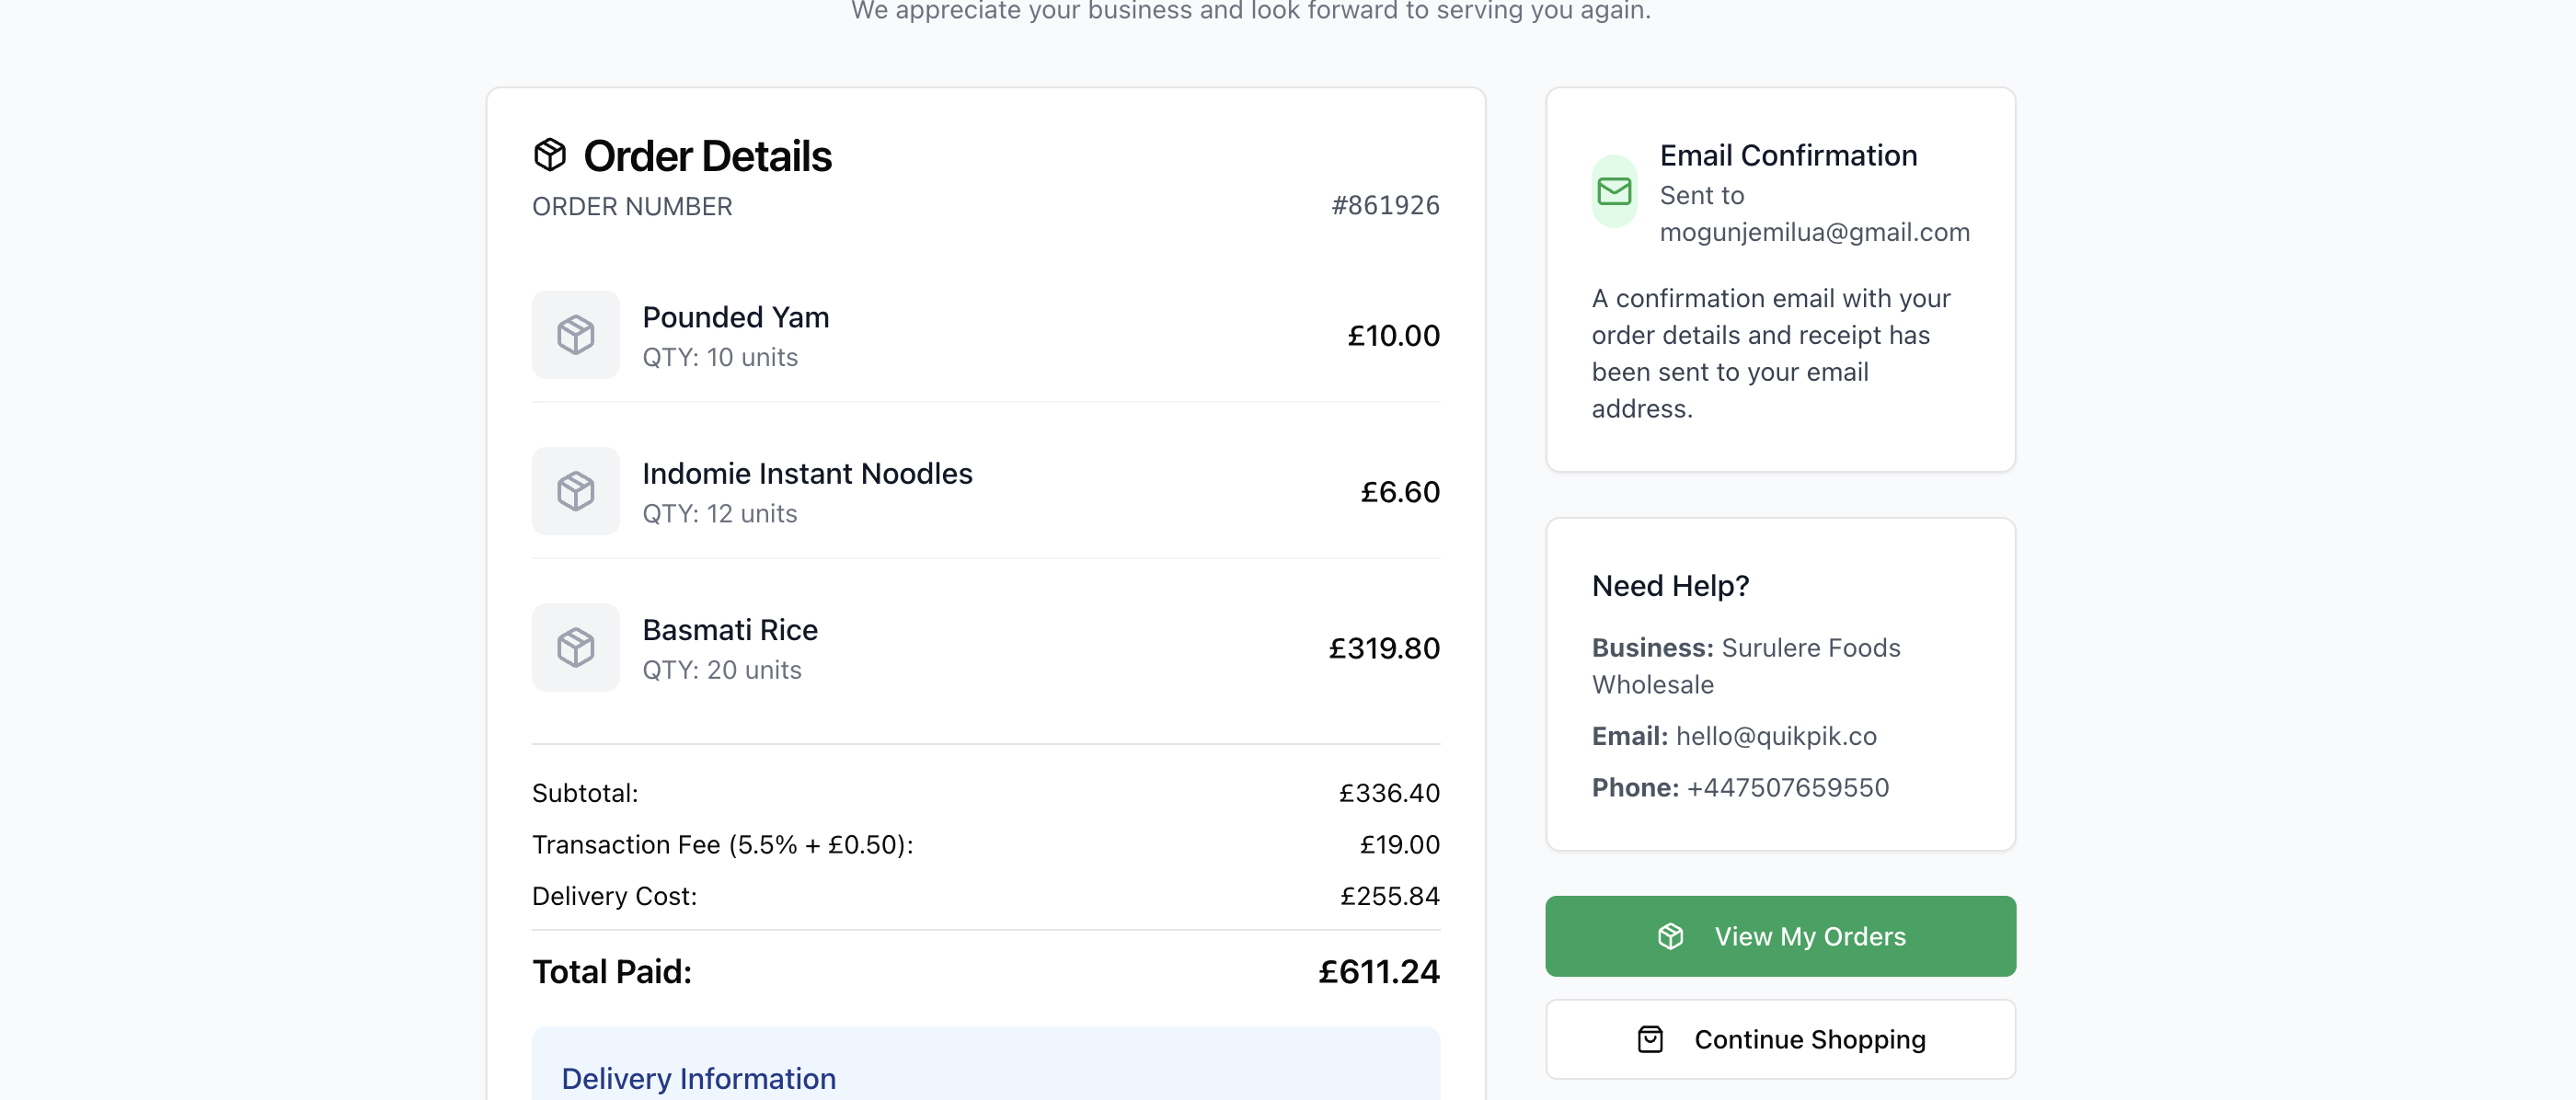 We appreciate your business and look forward to serving you again.
Order Details
ORDER NUMBER #861926
Pounded Yam
QTY: 10 units
£10.00
Indomie Instant Noodles
QTY: 12 units
£6.60
Basmati Rice
QTY: 20 units
£319.80
Subtotal: £336.40
Transaction Fee (5.5% + £0.50): £19.00
Delivery Cost: £255.84
Total Paid: £611.24
Delivery Information
Email Confirmation
Sent to
mogunjemilua@gmail.com
A confirmation email with your
order details and receipt has
been sent to your email
address.
Need Help?
Business: Surulere Foods
Wholesale
Email: hello@quikpik.co
Phone: +447507659550
View My Orders
Continue Shopping